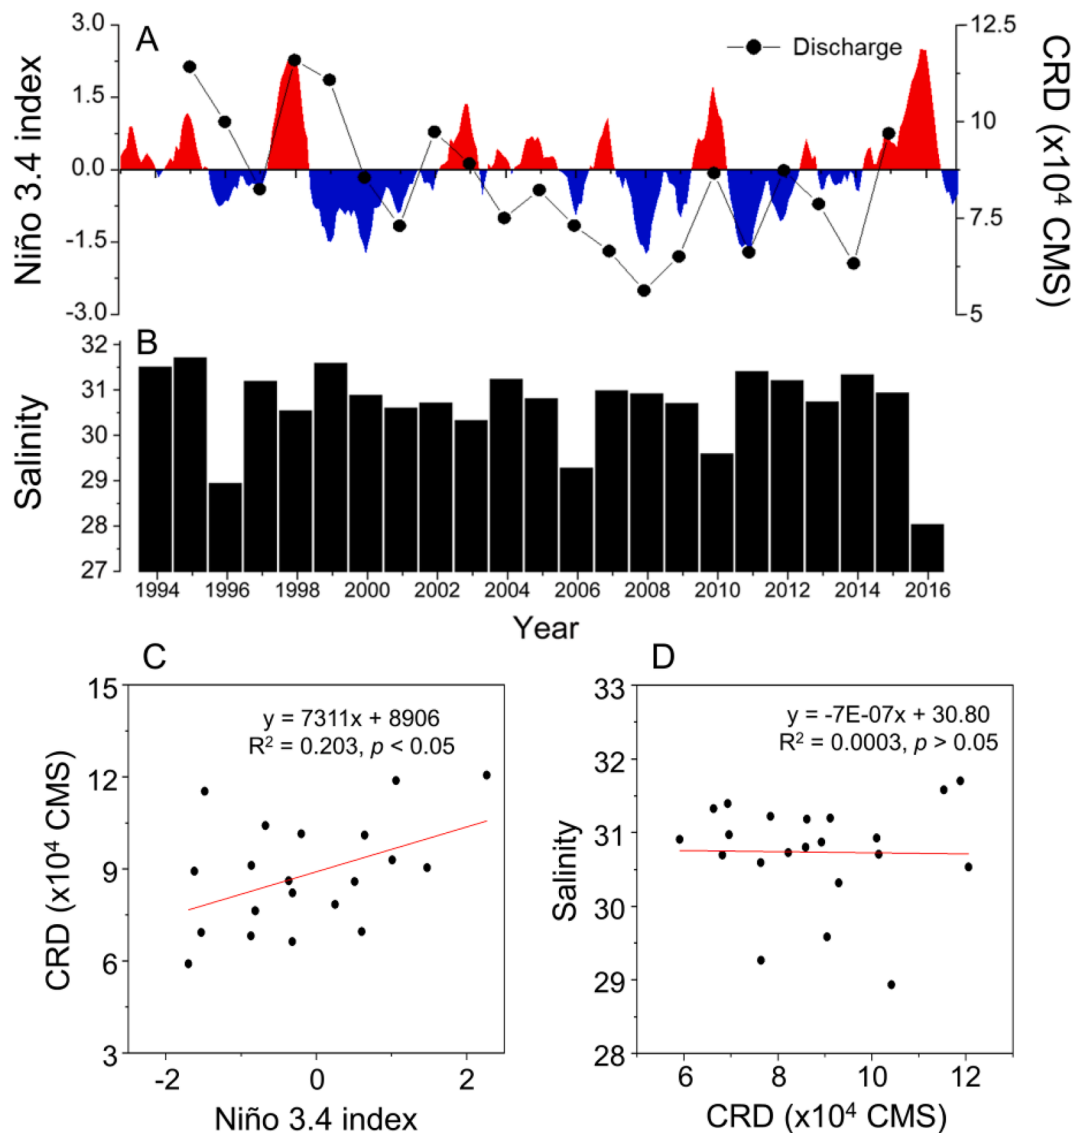 A
Discharge
Niño 3.4 index
3.0
1.5
0.0
-1.5
-3.0
12.5
10
7.5
5
CRD (x10⁴ CMS)
B
Salinity
32
31
30
29
28
27
1994 1996 1998 2000 2002 2004 2006 2008 2010 2012 2014 2016
Year
C
y = 7311x + 8906
R² = 0.203, p < 0.05
CRD (x10⁴ CMS)
15
12
9
6
3
-2 0 2
Niño 3.4 index
D
y = -7E-07x + 30.80
R² = 0.0003, p > 0.05
Salinity
33
32
31
30
29
28
6 8 10 12
CRD (x10⁴ CMS)